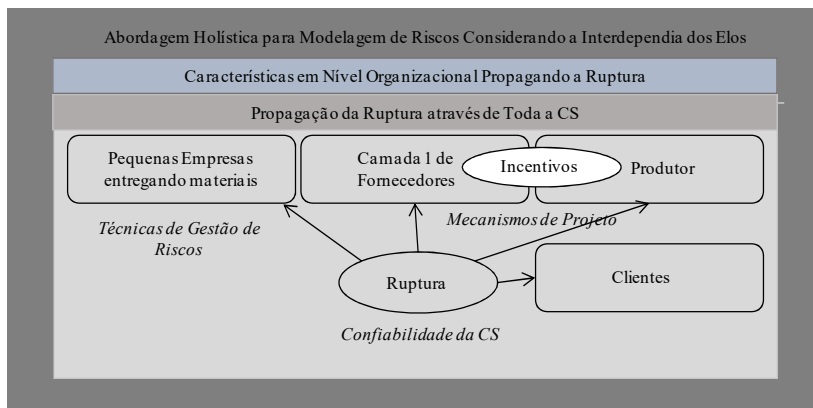 Abordagem Holística para Modelagem de Riscos Considerando a Interdependia dos Elos
Características em Nível Organizacional Propagando a Ruptura
Propagação da Ruptura através de Toda a CS
Pequenas Empresas
entregando materiais
Camada 1 de
Fornecedores
Incentivos
Produtor
Técnicas de Gestão de
Riscos
Mecanismos de Projeto
Ruptura
Clientes
Confiabilidade da CS